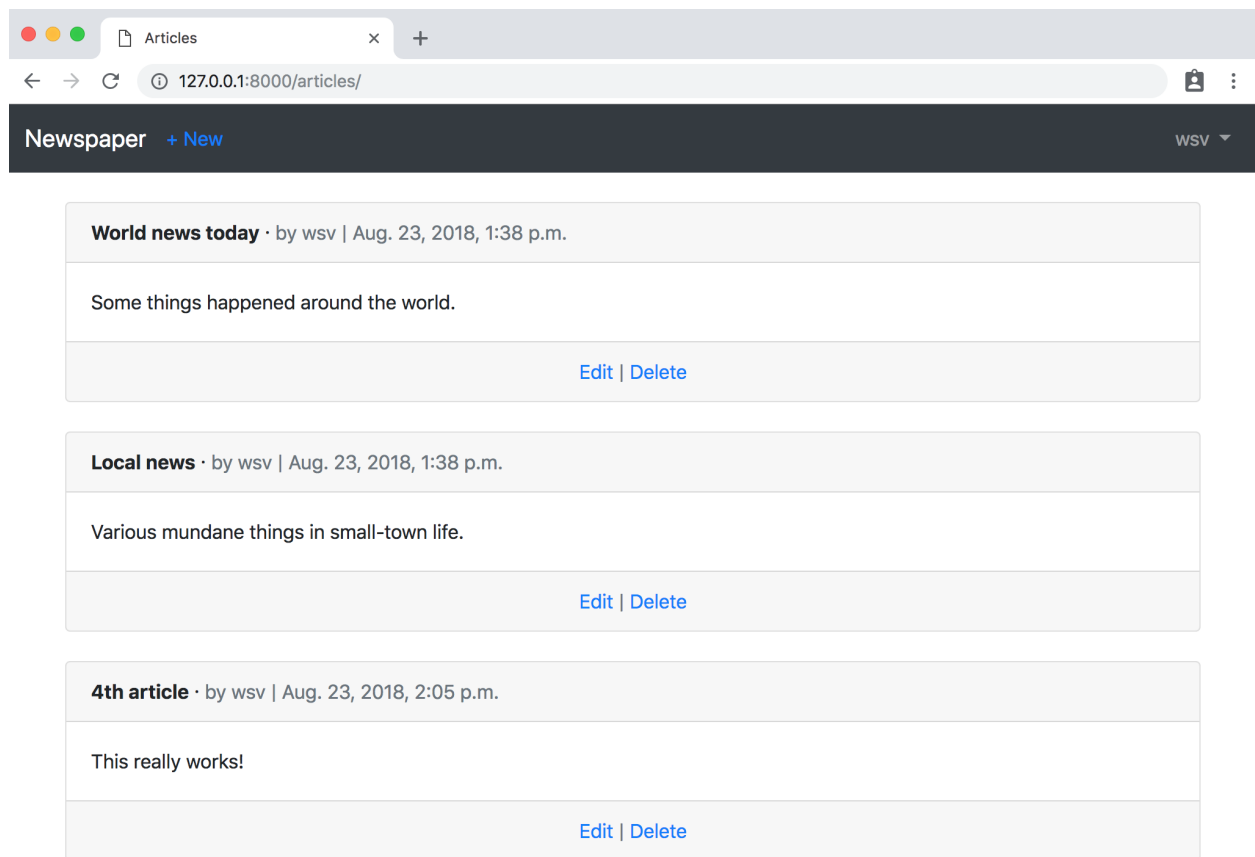 Articles
127.0.0.1:8000/articles/
Newspaper + New wsv
World news today · by wsv | Aug. 23, 2018, 1:38 p.m.
Some things happened around the world.
Edit | Delete
Local news · by wsv | Aug. 23, 2018, 1:38 p.m.
Various mundane things in small-town life.
Edit | Delete
4th article · by wsv | Aug. 23, 2018, 2:05 p.m.
This really works!
Edit | Delete